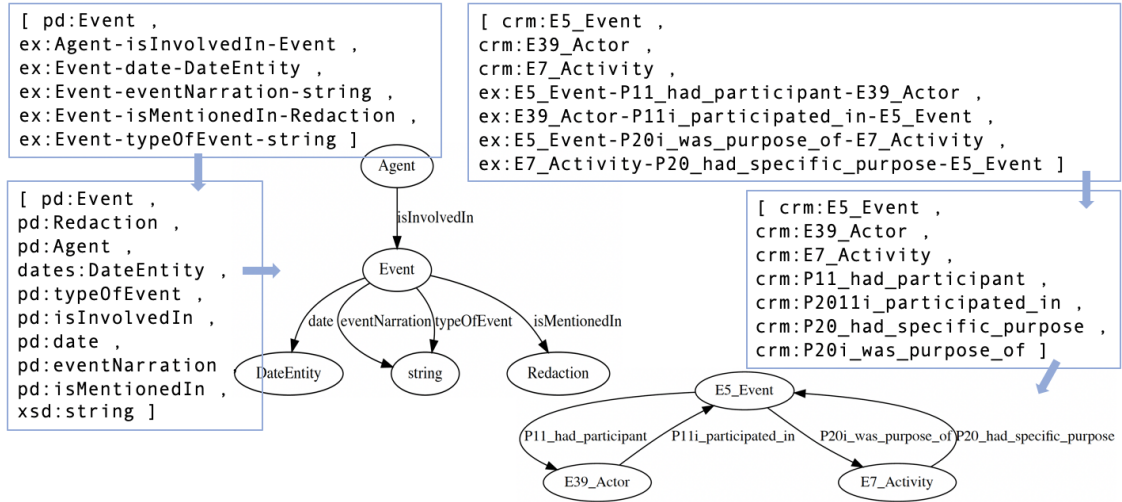 [ pd:Event ,
ex:Agent-isInvolvedIn-Event ,
ex:Event-date-DateEntity ,
ex:Event-eventNarration-string ,
ex:Event-isMentionedIn-Redaction ,
ex:Event-typeOfEvent-string ]
[ crm:E5_Event ,
crm:E39_Actor ,
crm:E7_Activity ,
ex:E5_Event-P11_had_participant-E39_Actor ,
ex:E39_Actor-P11i_participated_in-E5_Event ,
ex:E5_Event-P20i_was_purpose_of-E7_Activity ,
ex:E7_Activity-P20_had_specific_purpose-E5_Event ]
[ pd:Event ,
pd:Redaction ,
pd:Agent ,
dates:DateEntity ,
pd:typeOfEvent ,
pd:isInvolvedIn ,
pd:date ,
pd:eventNarration
pd:isMentionedIn ,
xsd:string ]
Agent
isInvolvedIn
Event
date
eventNarration
typeOfEvent
isMentionedIn
DateEntity
string
Redaction
[ crm:E5_Event ,
crm:E39_Actor ,
crm:E7_Activity ,
crm:P11_had_participant ,
crm:P2011i_participated_in ,
crm:P20_had_specific_purpose ,
crm:P20i_was_purpose_of ]
E5_Event
P11_had_participant
P11i_participated_in
P20i_was_purpose_of
P20_had_specific_purpose
E39_Actor
E7_Activity